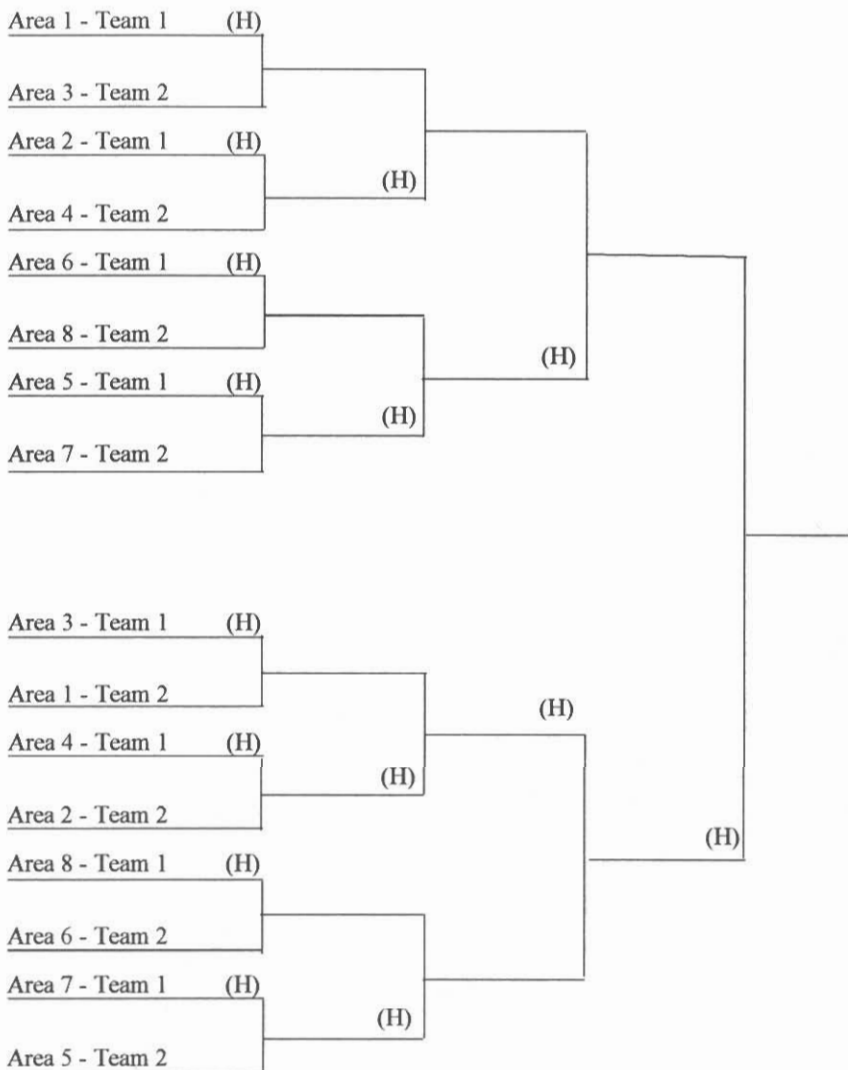 Area 1 - Team 1 (H)
Area 3 - Team 2
Area 2 - Team 1 (H)
(H)
Area 4 - Team 2
Area 6 - Team 1 (H)
Area 8 - Team 2
(H)
Area 5 - Team 1 (H)
(H)
Area 7 - Team 2
Area 3 - Team 1 (H)
Area 1 - Team 2
(H)
Area 4 - Team 1 (H)
(H)
Area 2 - Team 2
(H)
Area 8 - Team 1 (H)
Area 6 - Team 2
Area 7 - Team 1 (H)
(H)
Area 5 - Team 2